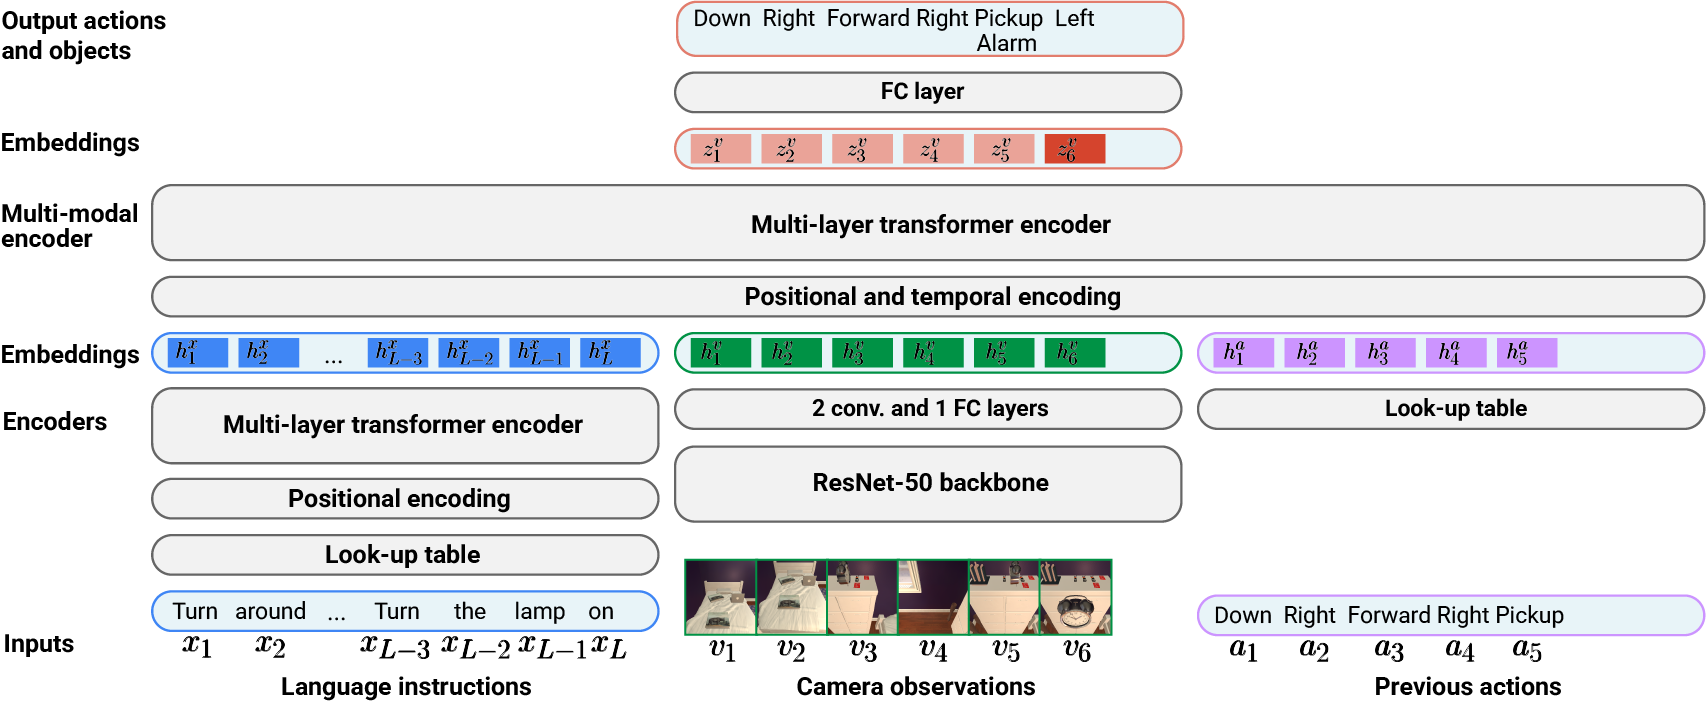 Output actions and objects
Down Right Forward Right Pickup Left
Alarm
FC layer
Embeddings
z_1^v z_2^v z_3^v z_4^v z_5^v z_6^v
Multi-modal encoder
Multi-layer transformer encoder
Positional and temporal encoding
Embeddings
h_1^x h_2^x ... h_{L-3}^x h_{L-2}^x h_{L-1}^x h_L^x
h_1^v h_2^v h_3^v h_4^v h_5^v h_6^v
h_1^a h_2^a h_3^a h_4^a h_5^a
Encoders
Multi-layer transformer encoder
2 conv. and 1 FC layers
Look-up table
Positional encoding
ResNet-50 backbone
Look-up table
Inputs
Turn around ... Turn the lamp on
x_1 x_2 x_{L-3} x_{L-2} x_{L-1} x_L
v_1 v_2 v_3 v_4 v_5 v_6
Down Right Forward Right Pickup
a_1 a_2 a_3 a_4 a_5
Language instructions
Camera observations
Previous actions